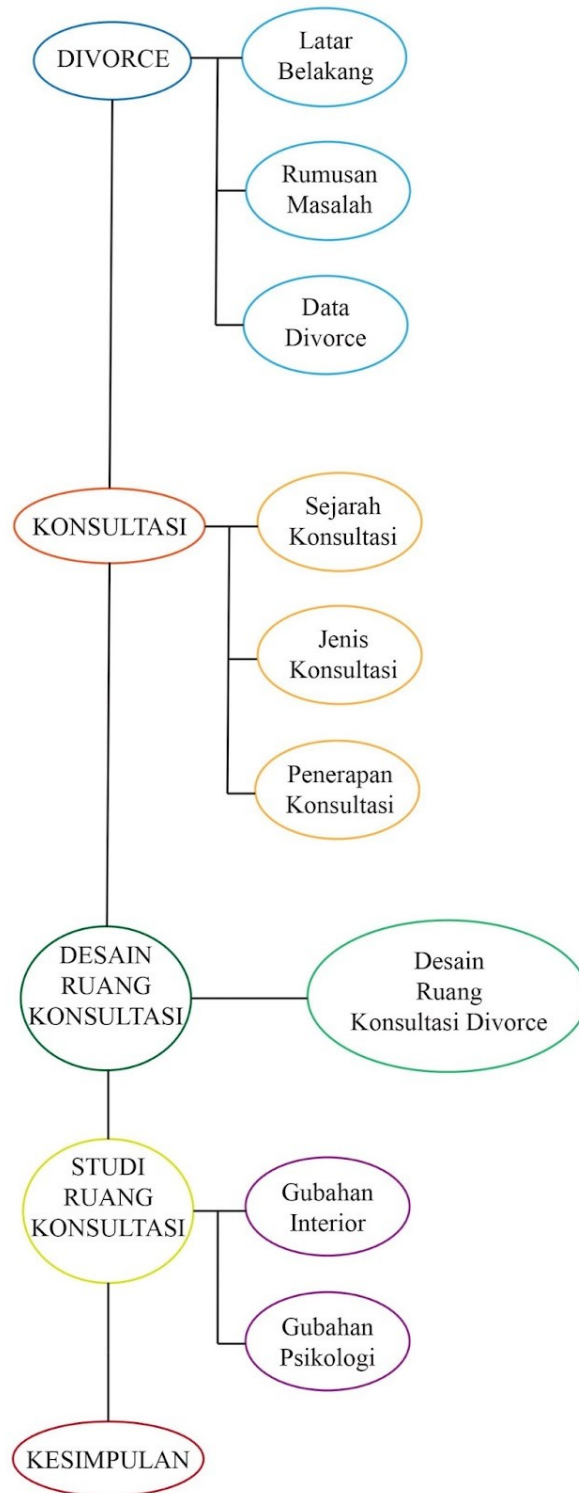 DIVORCE
Latar
Belakang
Rumusan
Masalah
Data
Divorce
KONSULTASI
Sejarah
Konsultasi
Jenis
Konsultasi
Penerapan
Konsultasi
DESAIN
RUANG
KONSULTASI
Desain
Ruang
Konsultasi Divorce
STUDI
RUANG
KONSULTASI
Gubahan
Interior
Gubahan
Psikologi
KESIMPULAN